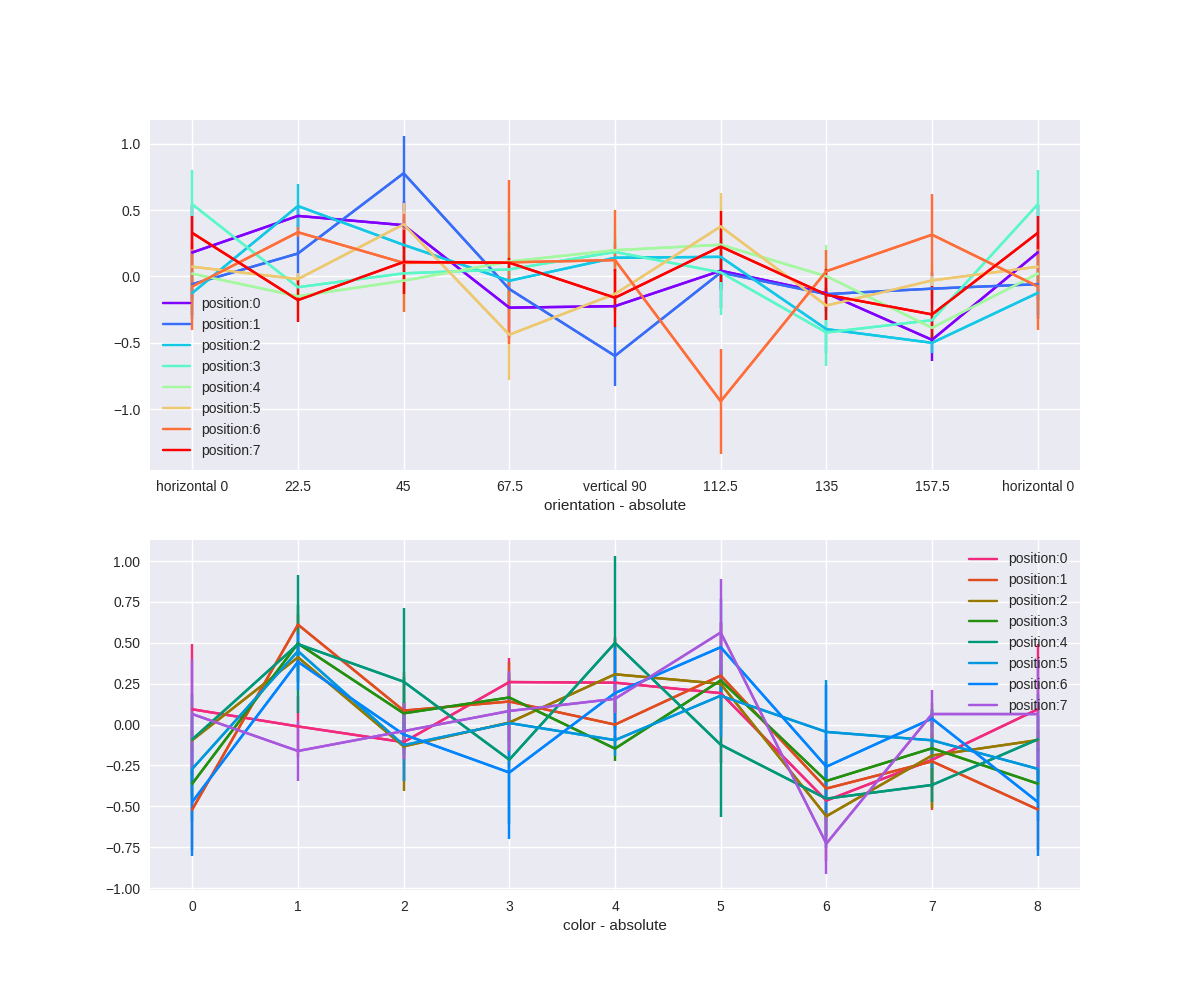 1.0
0.5
0.0
−0.5
−1.0
position:0
position:1
position:2
position:3
position:4
position:5
position:6
position:7
horizontal 0 22.5 45 67.5 vertical 90 112.5 135 157.5 horizontal 0
orientation - absolute
1.00
0.75
0.50
0.25
0.00
−0.25
−0.50
−0.75
−1.00
position:0
position:1
position:2
position:3
position:4
position:5
position:6
position:7
0 1 2 3 4 5 6 7 8
color - absolute